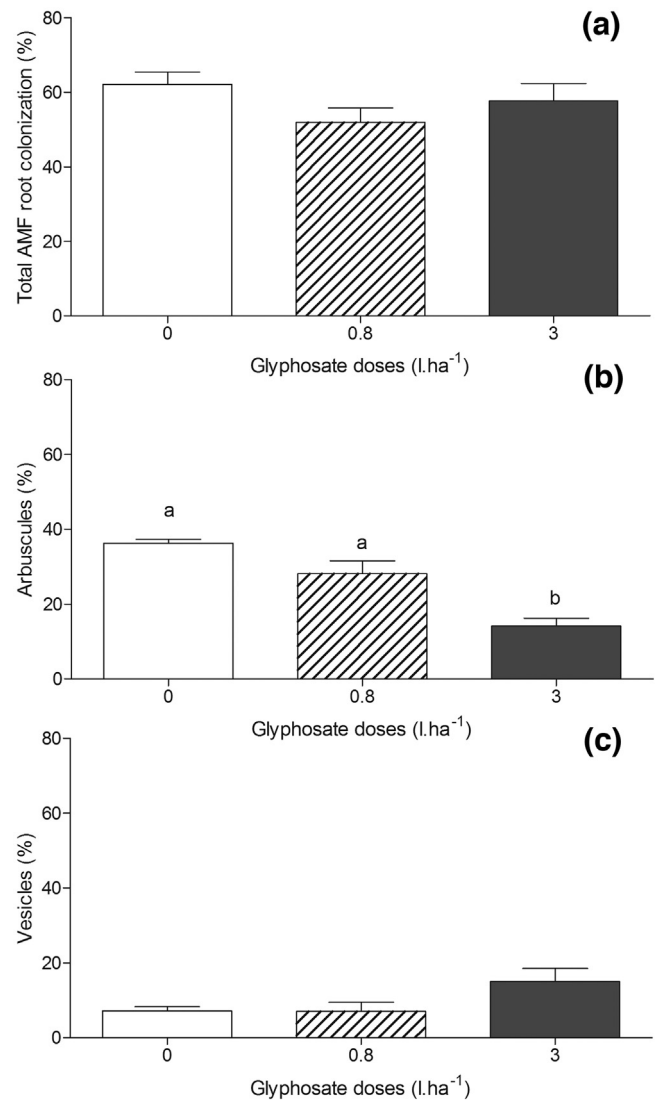 (a)
Total AMF root colonization (%)
80
60
40
20
0
0 0.8 3
Glyphosate doses (l.ha⁻¹)
(b)
Arbuscules (%)
80
60
40
20
0
a a b
0 0.8 3
Glyphosate doses (l.ha⁻¹)
(c)
Vesicles (%)
80
60
40
20
0
0 0.8 3
Glyphosate doses (l.ha⁻¹)